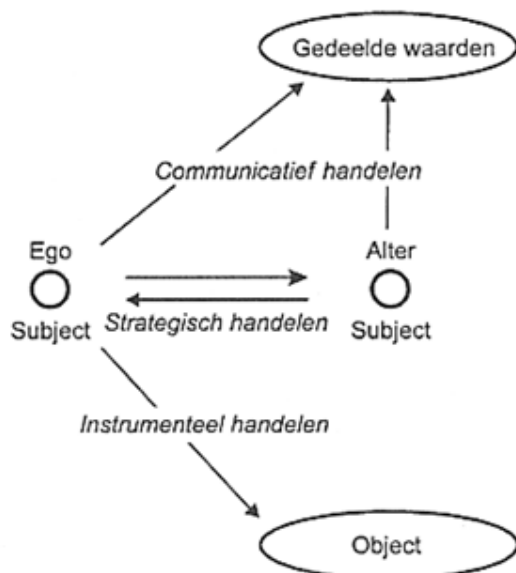 Gedeelde waarden
Communicatief handelen
Ego
Alter
Strategisch handelen
Subject
Subject
Instrumenteel handelen
Object